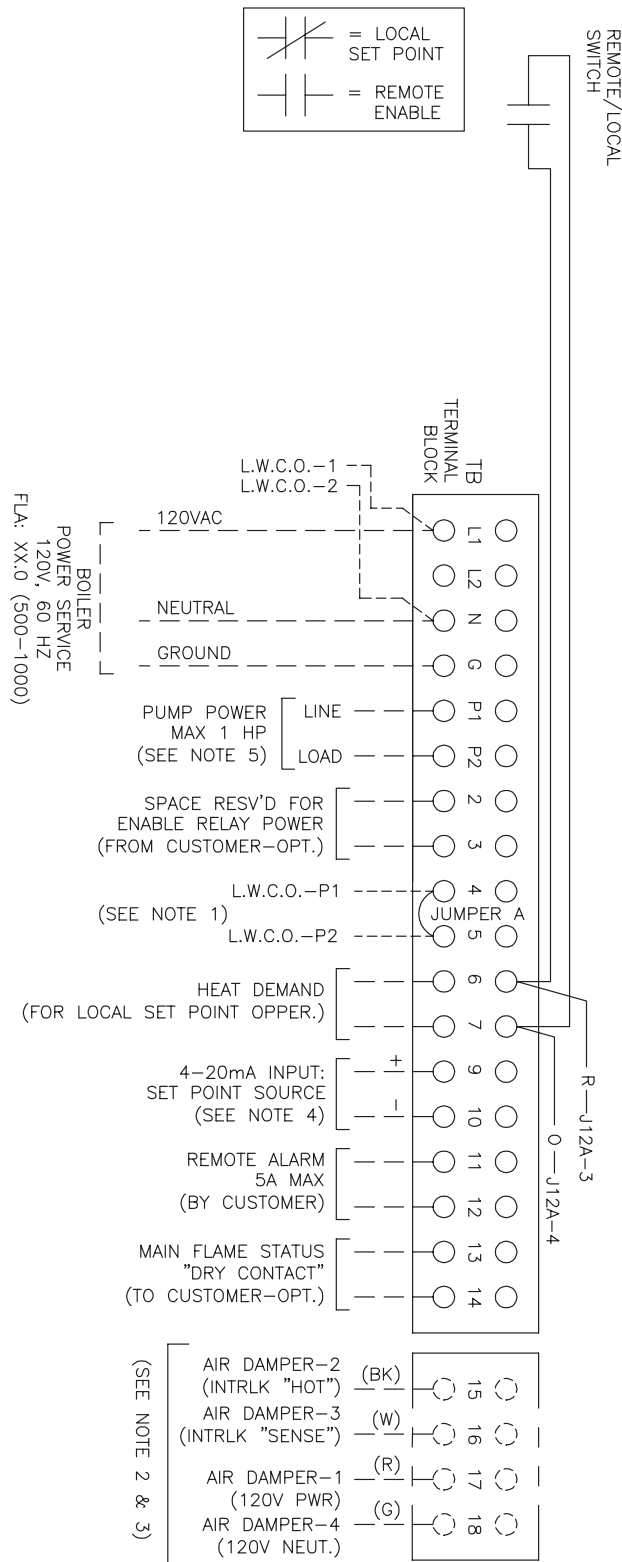 = LOCAL
SET POINT
= REMOTE
ENABLE
REMOTE/LOCAL
SWITCH
TB
TERMINAL
BLOCK
L.W.C.O.-1
L.W.C.O.-2
120VAC
NEUTRAL
GROUND
BOILER
POWER SERVICE
120V, 60 HZ
FLA: XX.0 (500-1000)
PUMP POWER
MAX 1 HP
(SEE NOTE 5)
LINE
LOAD
SPACE RESV'D FOR
ENABLE RELAY POWER
(FROM CUSTOMER-OPT.)
L.W.C.O.-P1
(SEE NOTE 1)
L.W.C.O.-P2
JUMPER A
HEAT DEMAND
(FOR LOCAL SET POINT OPPER.)
4-20mA INPUT:
SET POINT SOURCE
(SEE NOTE 4)
+
-
REMOTE ALARM
5A MAX
(BY CUSTOMER)
MAIN FLAME STATUS
"DRY CONTACT"
(TO CUSTOMER-OPT.)
L1
L2
N
G
P1
P2
2
3
4
5
6
7
9
10
11
12
13
14
R—J12A-3
O—J12A-4
AIR DAMPER-2
(INTRLK "HOT")
(BK)
15
AIR DAMPER-3
(INTRLK "SENSE")
(W)
16
AIR DAMPER-1
(120V PWR)
(R)
17
AIR DAMPER-4
(120V NEUT.)
(G)
18
(SEE NOTE 2 & 3)